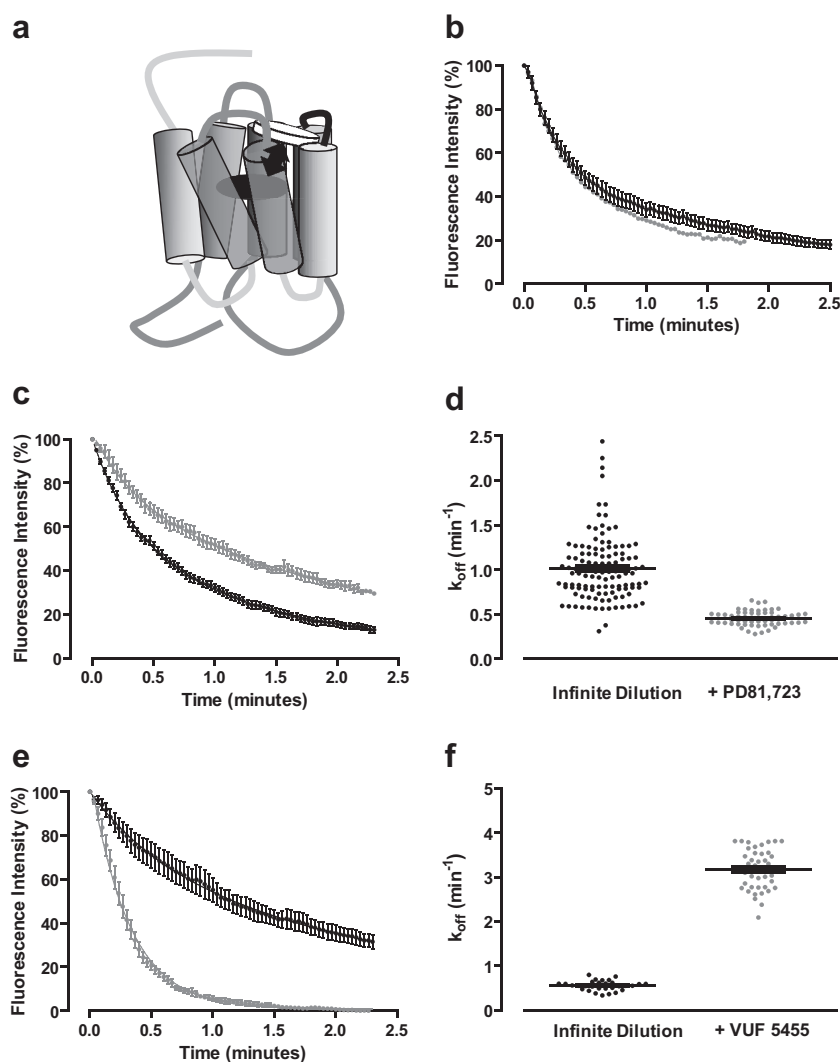 a
b
Fluorescence Intensity (%)
100
80
60
40
20
0
0.0 0.5 1.0 1.5 2.0 2.5
Time (minutes)
c
Fluorescence Intensity (%)
100
80
60
40
20
0
0.0 0.5 1.0 1.5 2.0 2.5
Time (minutes)
d
koff (min-1)
2.5
2.0
1.5
1.0
0.5
0.0
Infinite Dilution + PD81,723
e
Fluorescence Intensity (%)
100
80
60
40
20
0
0.0 0.5 1.0 1.5 2.0 2.5
Time (minutes)
f
koff (min-1)
5
4
3
2
1
0
Infinite Dilution + VUF 5455